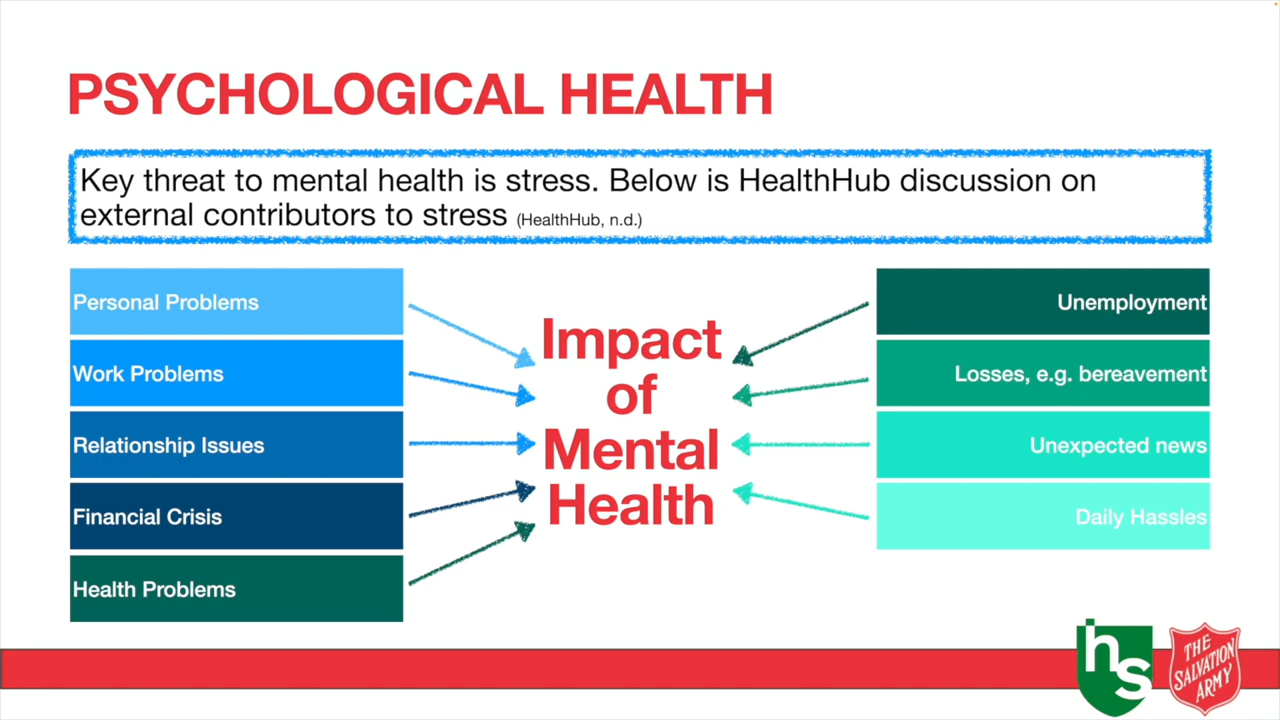 PSYCHOLOGICAL HEALTH
Key threat to mental health is stress. Below is HealthHub discussion on
external contributors to stress (HealthHub, n.d.)
Personal Problems
Work Problems
Relationship Issues
Financial Crisis
Health Problems
Impact
of
Mental
Health
Unemployment
Losses, e.g. bereavement
Unexpected news
Daily Hassles
hs
THE
SALVATION
ARMY